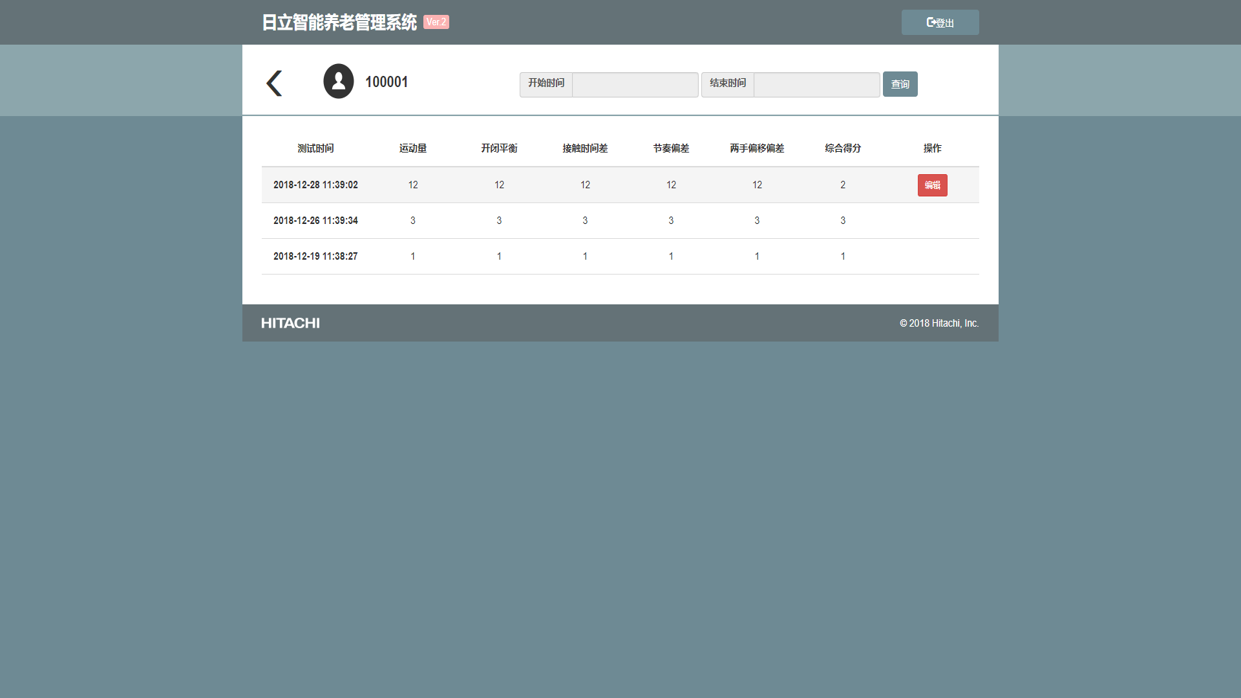 日立智能养老管理系统 Ver.2 登出
100001 开始时间 结束时间 查询
测试时间 运动量 开闭平衡 接触时间差 节奏偏差 两手偏移偏差 综合得分 操作
2018-12-28 11:39:02 12 12 12 12 12 2 编辑
2018-12-26 11:39:34 3 3 3 3 3 3
2018-12-19 11:38:27 1 1 1 1 1 1
HITACHI © 2018 Hitachi, Inc.